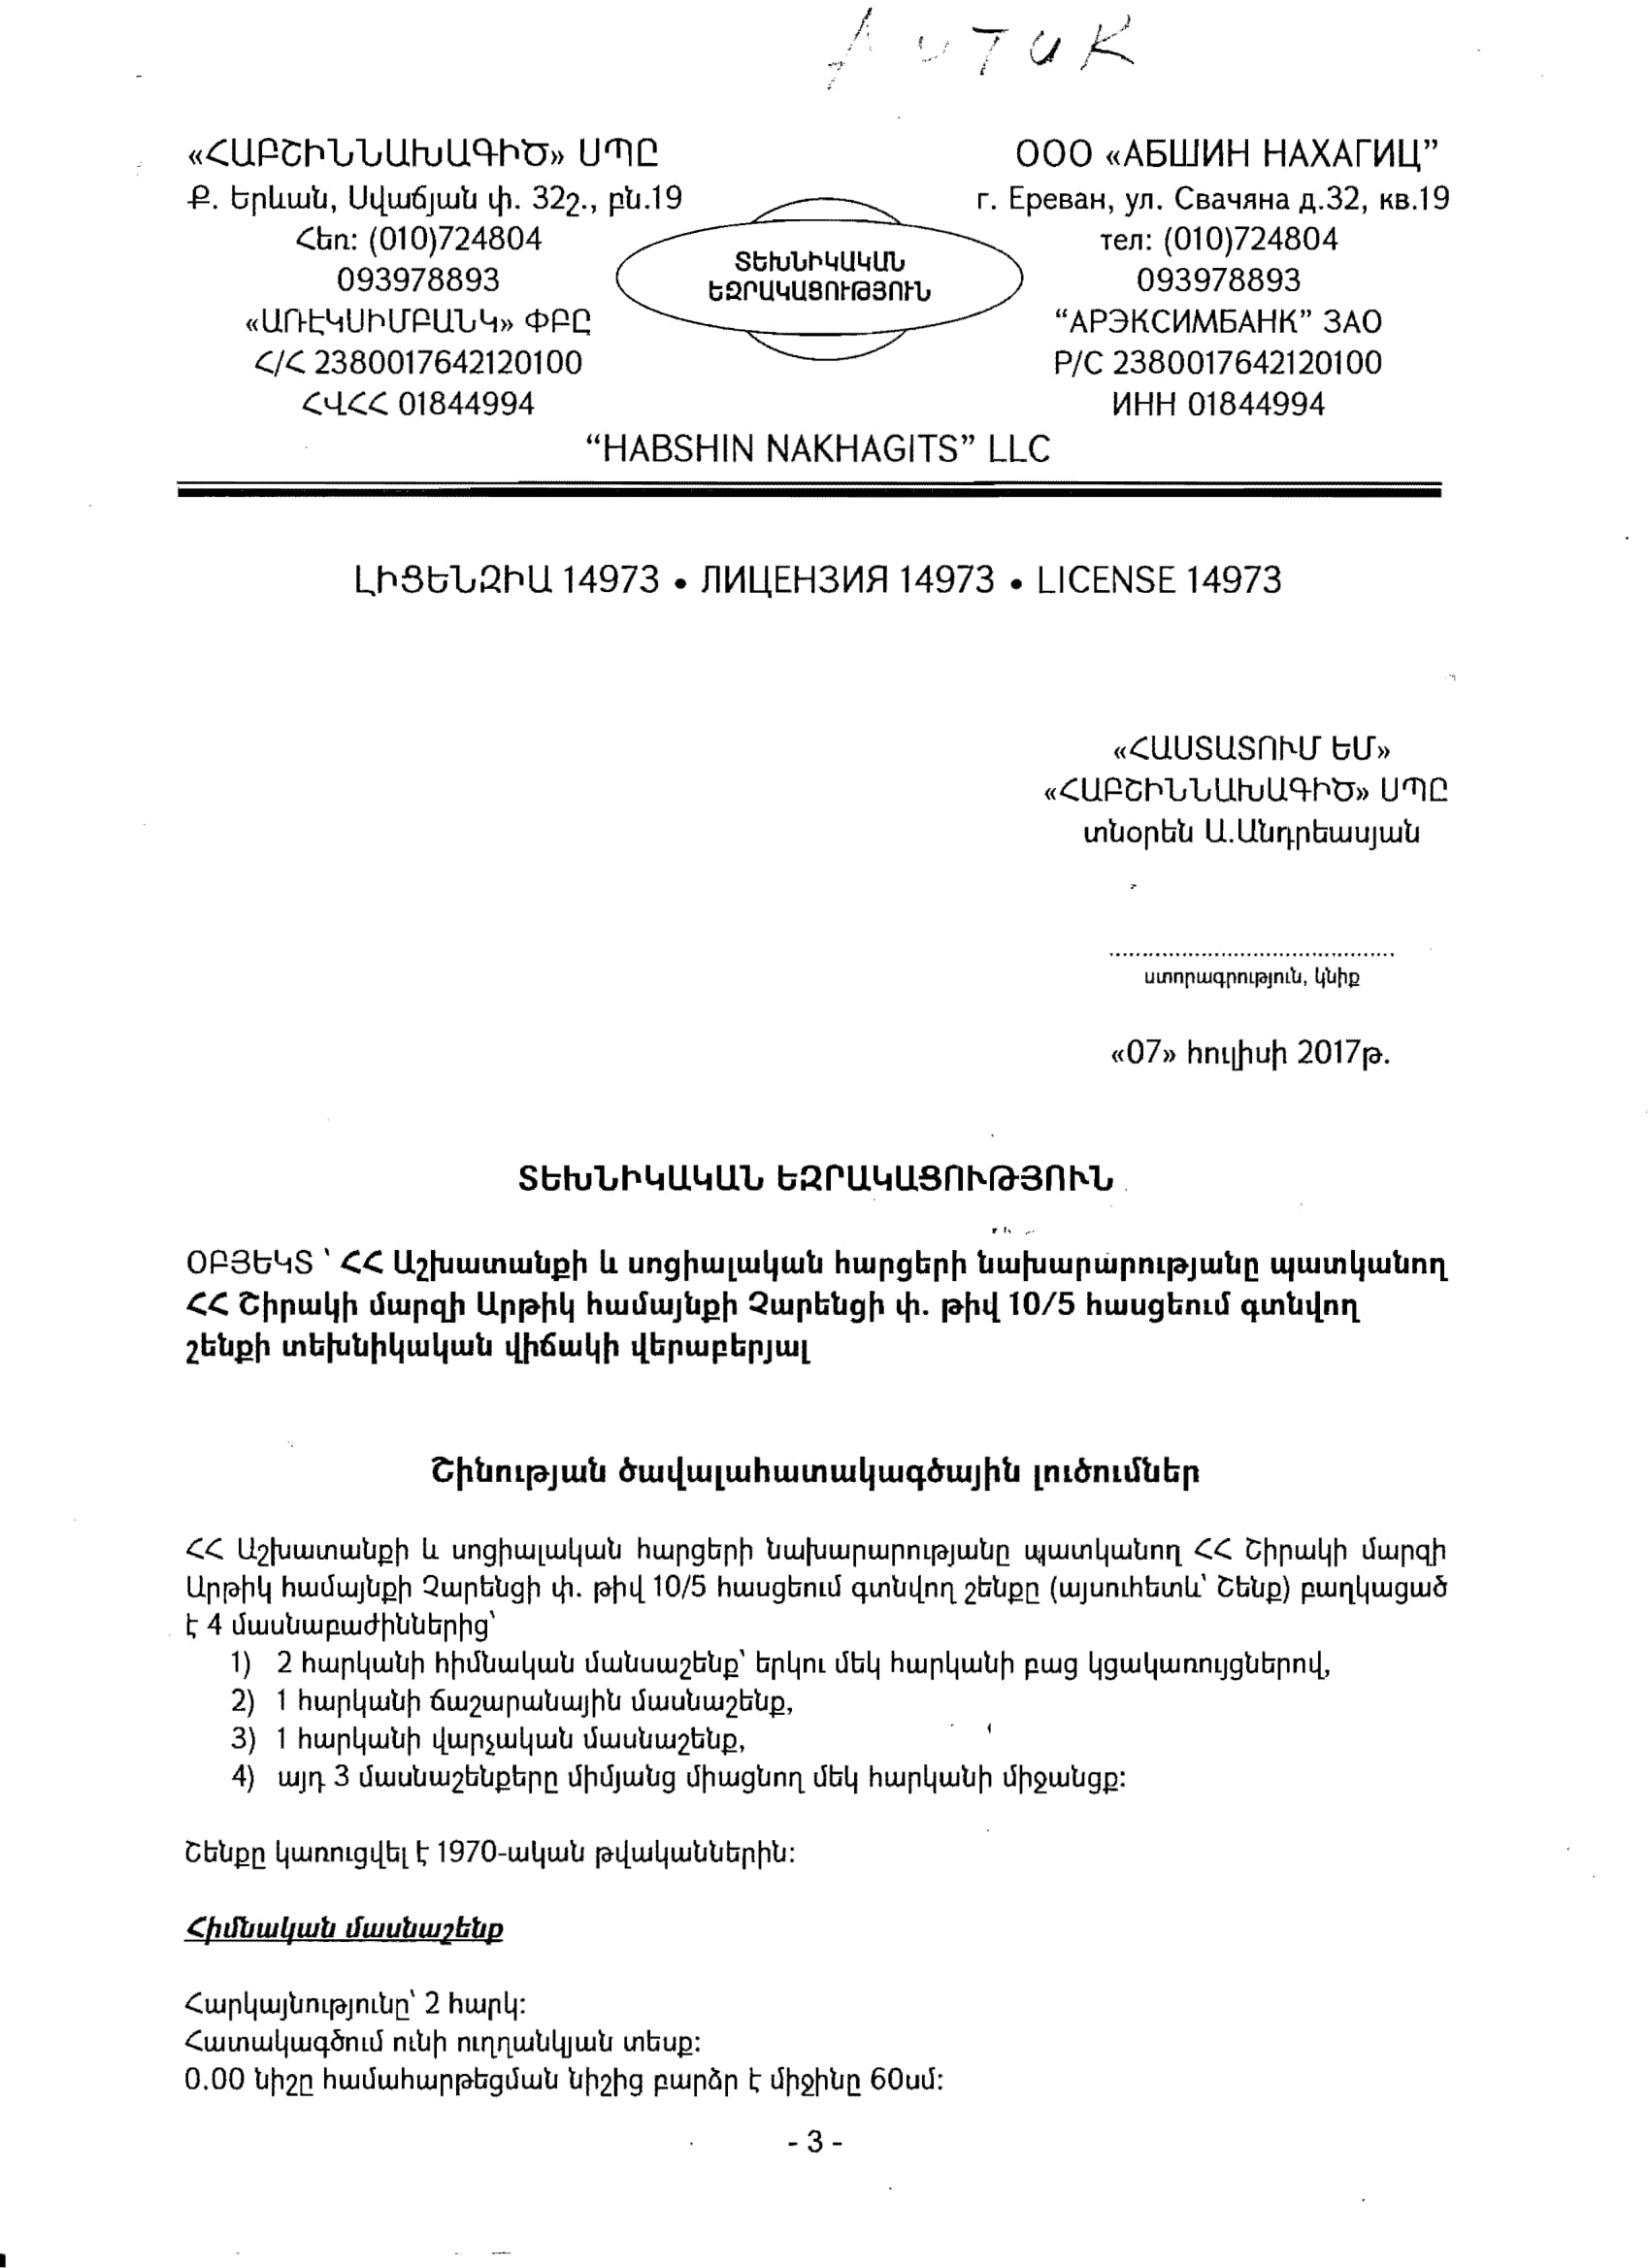 «ՀԱԲՇԻՆՆԱԽԱԳԻԾ» ՍՊԸ
Ք. Երևան, Սվաճյան փ. 32շ., բն.19
Հեռ: (010)724804
093978893
«ԱՌԷԿՍԻՄԲԱՆԿ» ՓԲԸ
Հ/Հ 2380017642120100
ՀՎՀՀ 01844994
ՏԵԽՆԻԿԱԿԱՆ
ԵԶՐԱԿԱՑՈՒԹՅՈՒՆ
ООО «АБШИН НАХАГИЦ”
г. Ереван, ул. Свачяна д.32, кв.19
тел: (010)724804
093978893
“АРЭКСИМБАНК” ЗАО
Р/С 2380017642120100
ИНН 01844994
“HABSHIN NAKHAGITS” LLC
ԼԻՑԵՆԶԻԱ 14973 • ЛИЦЕНЗИЯ 14973 • LICENSE 14973
«ՀԱՍՏԱՏՈՒՄ ԵՄ»
«ՀԱԲՇԻՆՆԱԽԱԳԻԾ» ՍՊԸ
տնօրեն Ա.Անդրեասյան
ստորագրություն, կնիք
«07» հուլիսի 2017թ.
ՏԵԽՆԻԿԱԿԱՆ ԵԶՐԱԿԱՑՈՒԹՅՈՒՆ
ՕԲՅԵԿՏ ՝ ՀՀ Աշխատանքի և սոցիալական հարցերի նախարարությանը պատկանող
ՀՀ Շիրակի մարզի Արթիկ համայնքի Չարենցի փ. թիվ 10/5 հասցեում գտնվող
շենքի տեխնիկական վիճակի վերաբերյալ
Շինության ծավալահատակագծային լուծումներ
ՀՀ Աշխատանքի և սոցիալական հարցերի նախարարությանը պատկանող ՀՀ Շիրակի մարզի
Արթիկ համայնքի Չարենցի փ. թիվ 10/5 հասցեում գտնվող շենքը (այսուհետև՝ Շենք) բաղկացած
է 4 մասնաբաժիններից՝
1) 2 հարկանի հիմնական մանսաշենք՝ երկու մեկ հարկանի բաց կցակառույցներով,
2) 1 հարկանի ճաշարանային մասնաշենք,
3) 1 հարկանի վարչական մասնաշենք,
4) այդ 3 մասնաշենքերը միմյանց միացնող մեկ հարկանի միջանցք:
Շենքը կառուցվել է 1970-ական թվականներին:
Հիմնական մասնաշենք
Հարկայնությունը՝ 2 հարկ:
Հատակագծում ունի ուղղանկյան տեսք:
0.00 նիշը համահարթեցման նիշից բարձր է միջինը 60սմ:
- 3 -